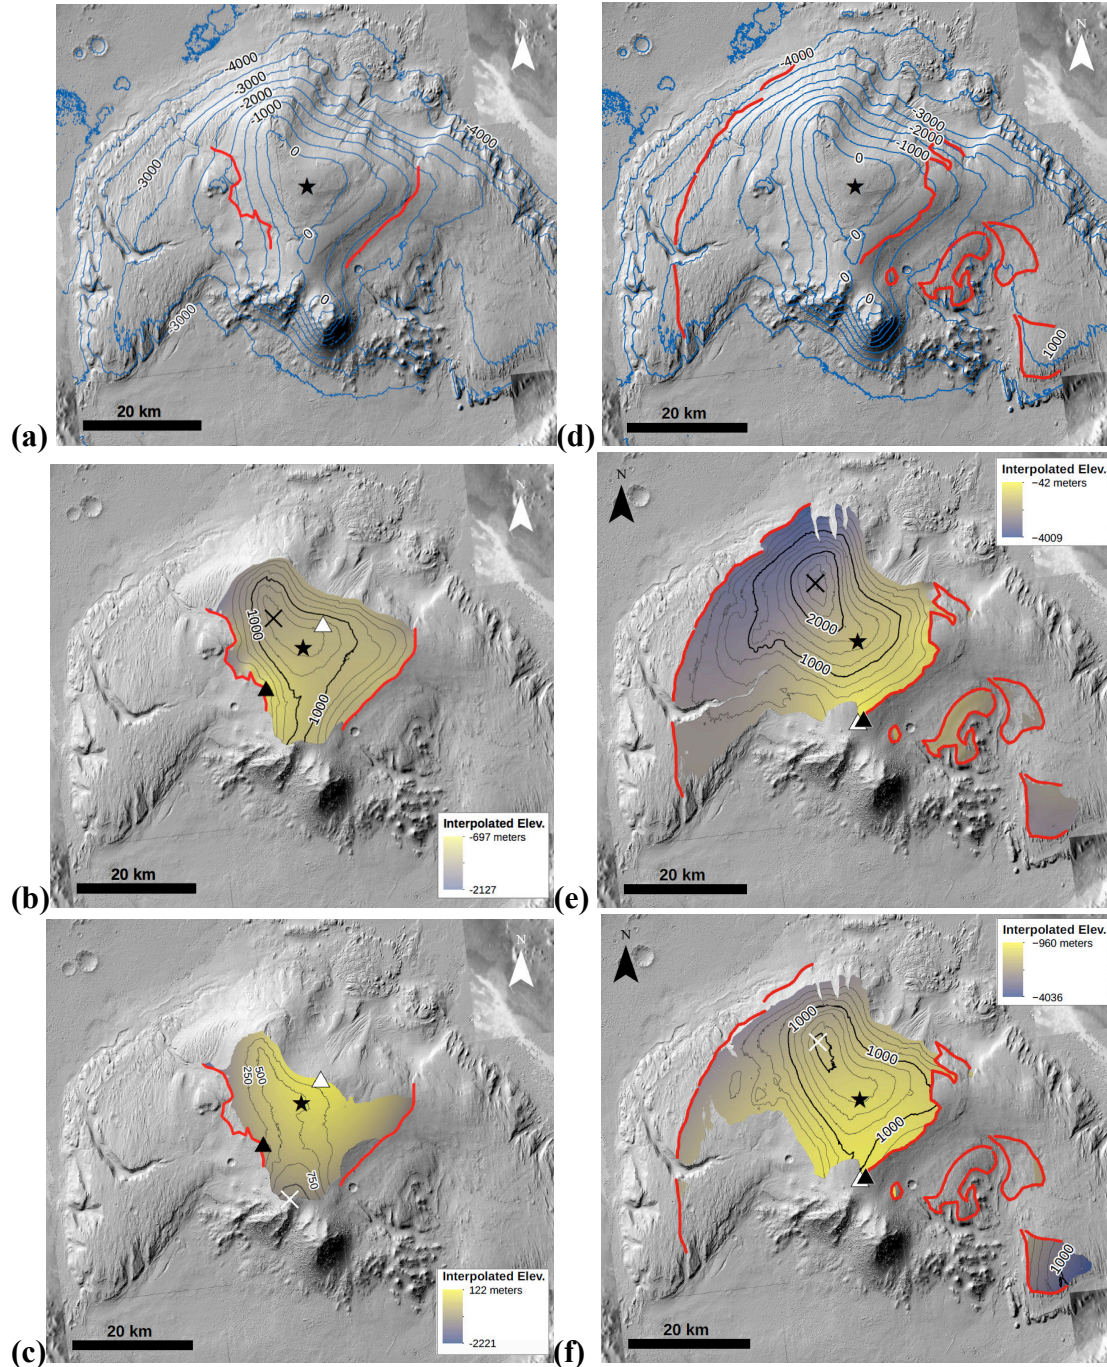 N
-4000
-3000
-2000
-1000
0
-4000
-3000
0
-3000
0
20 km
(a)
N
-4000
-3000
-2000
-1000
0
0
0
0
1000
20 km
(d)
N
1000
1000
Interpolated Elev.
-697 meters
-2127
20 km
(b)
N
Interpolated Elev.
−42 meters
−4009
2000
1000
20 km
(e)
N
500
250
750
Interpolated Elev.
122 meters
-2221
20 km
(c)
N
Interpolated Elev.
−960 meters
−4036
1000
1000
1000
1000
20 km
(f)